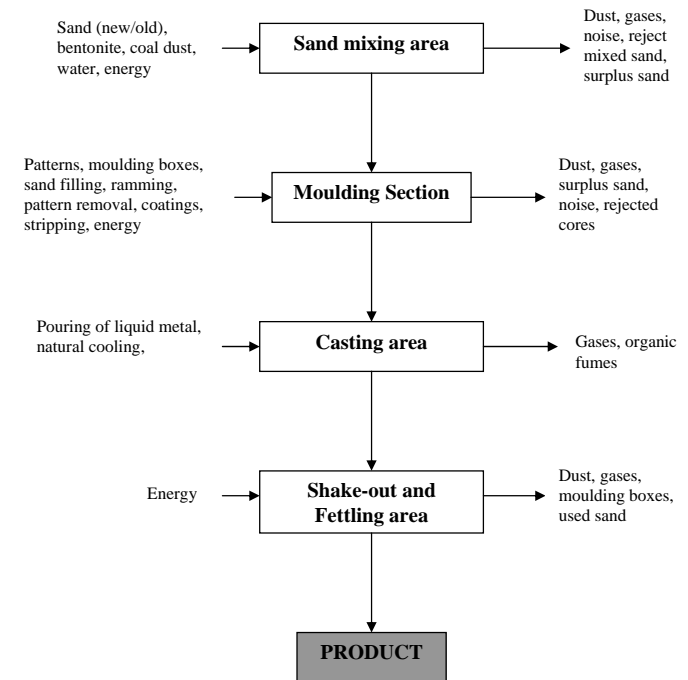 Sand (new/old),
bentonite, coal dust,
water, energy
Sand mixing area
Dust, gases,
noise, reject
mixed sand,
surplus sand
Patterns, moulding boxes,
sand filling, ramming,
pattern removal, coatings,
stripping, energy
Moulding Section
Dust, gases,
surplus sand,
noise, rejected
cores
Pouring of liquid metal,
natural cooling,
Casting area
Gases, organic
fumes
Energy
Shake-out and
Fettling area
Dust, gases,
moulding boxes,
used sand
PRODUCT